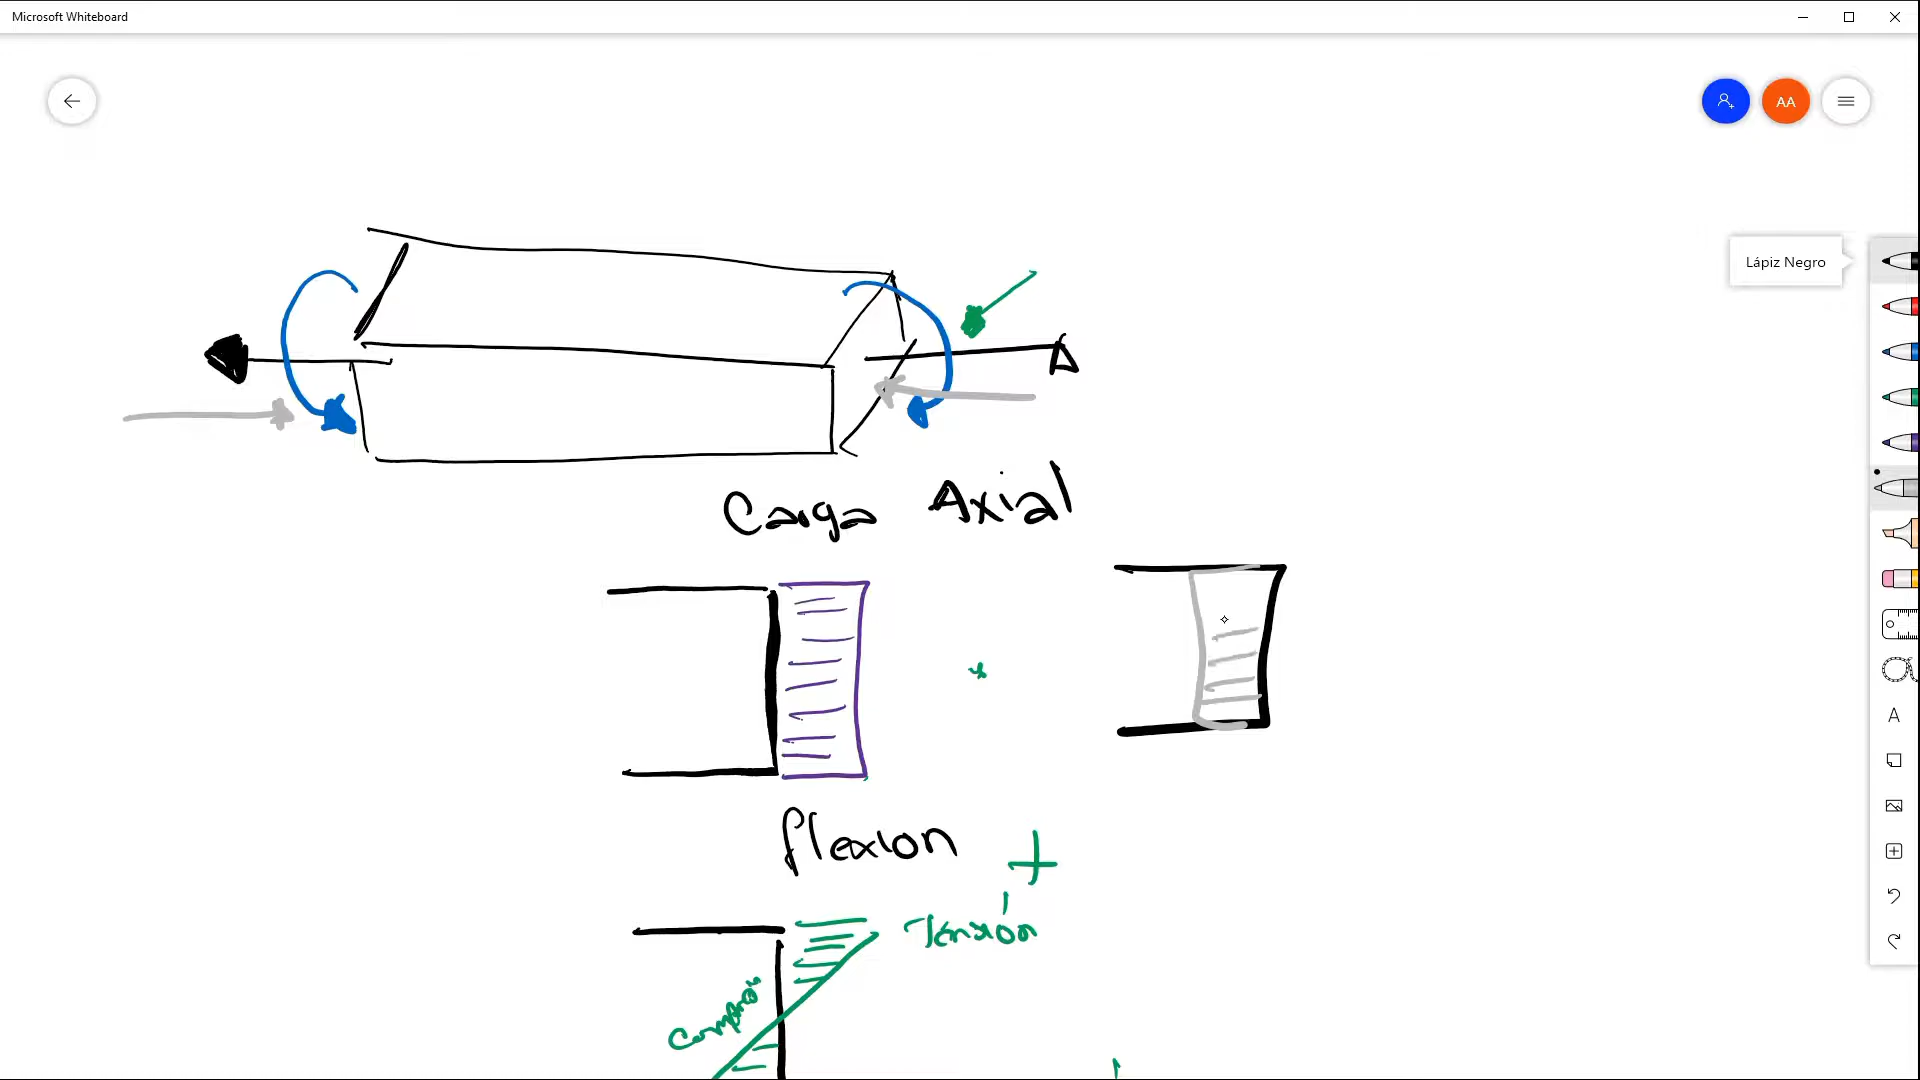 Microsoft Whiteboard
AA
Lápiz Negro
Carga Axial
flexion +
Tensión
A